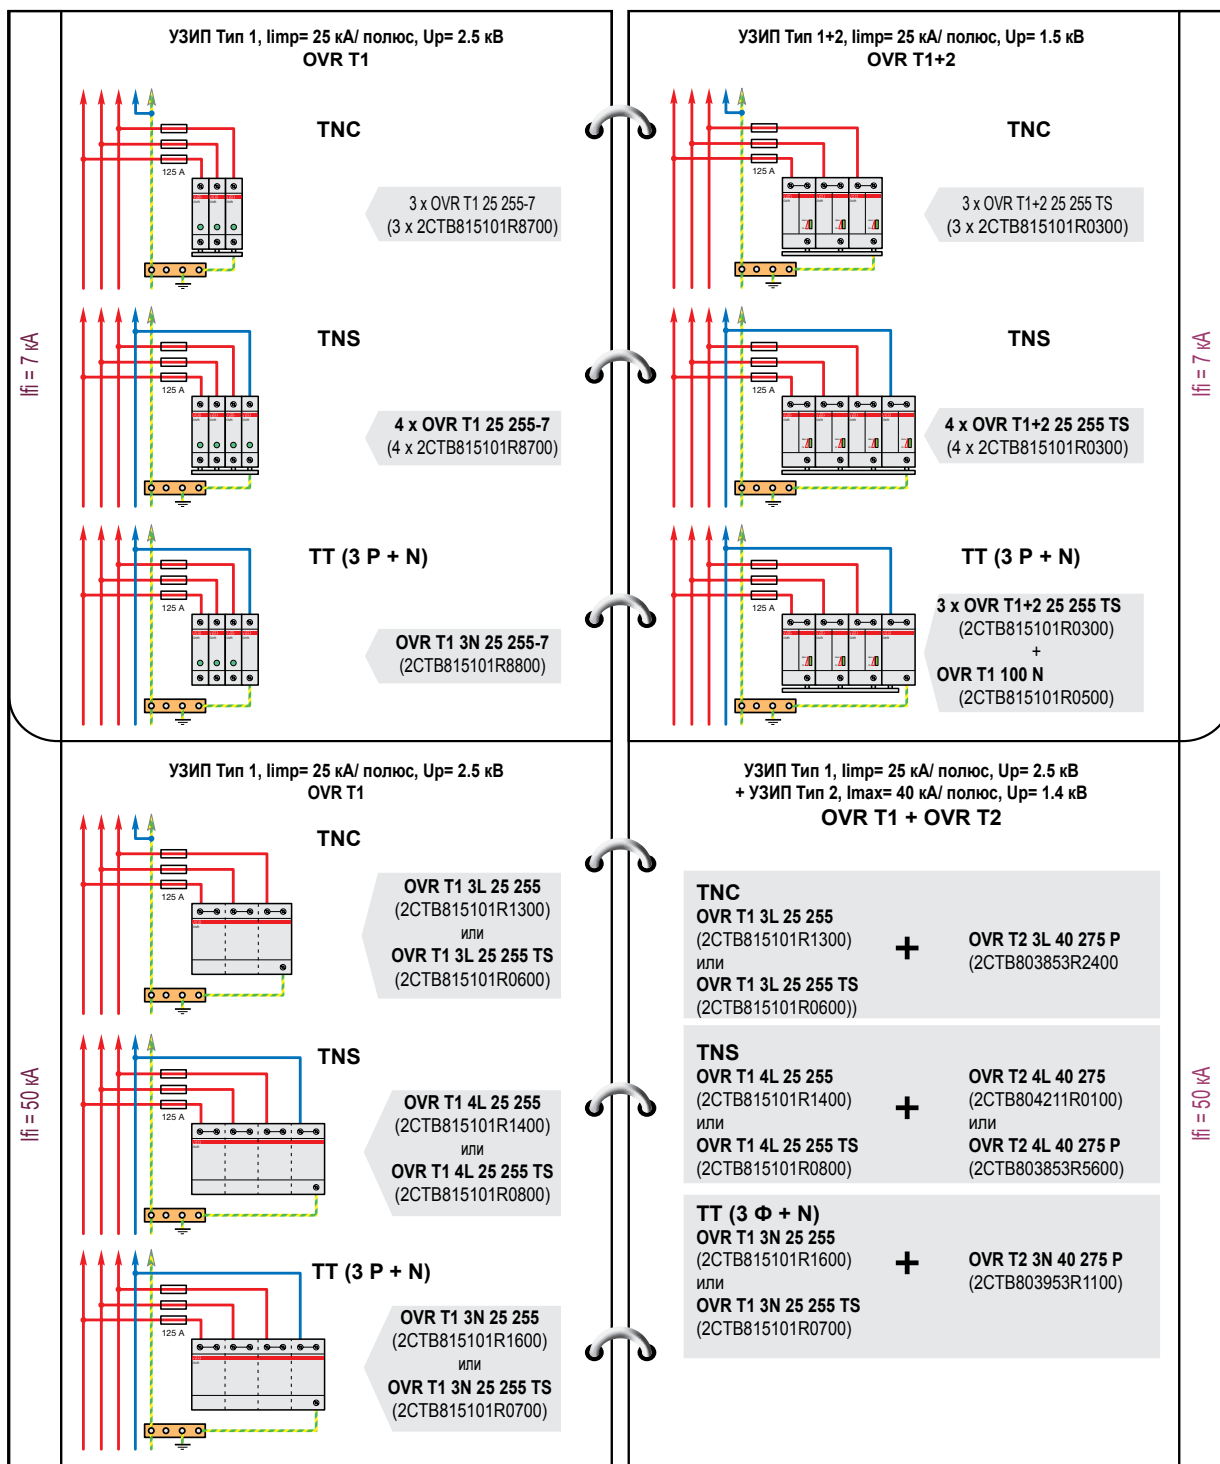 УЗИП Тип 1, Iimp= 25 кА/ полюс, Up= 2.5 кВ
OVR T1
TNC
125 A
3 x OVR T1 25 255-7
(3 x 2CTB815101R8700)
TNS
125 A
4 x OVR T1 25 255-7
(4 x 2CTB815101R8700)
TT (3 P + N)
125 A
OVR T1 3N 25 255-7
(2CTB815101R8800)
Ifi = 7 кА
УЗИП Тип 1+2, Iimp= 25 кА/ полюс, Up= 1.5 кВ
OVR T1+2
TNC
125 A
3 x OVR T1+2 25 255 TS
(3 x 2CTB815101R0300)
TNS
125 A
4 x OVR T1+2 25 255 TS
(4 x 2CTB815101R0300)
TT (3 P + N)
125 A
3 x OVR T1+2 25 255 TS
(2CTB815101R0300)
+
OVR T1 100 N
(2CTB815101R0500)
Ifi = 7 кА
УЗИП Тип 1, Iimp= 25 кА/ полюс, Up= 2.5 кВ
OVR T1
TNC
125 A
OVR T1 3L 25 255
(2CTB815101R1300)
или
OVR T1 3L 25 255 TS
(2CTB815101R0600)
TNS
125 A
OVR T1 4L 25 255
(2CTB815101R1400)
или
OVR T1 4L 25 255 TS
(2CTB815101R0800)
TT (3 P + N)
125 A
OVR T1 3N 25 255
(2CTB815101R1600)
или
OVR T1 3N 25 255 TS
(2CTB815101R0700)
Ifi = 50 кА
УЗИП Тип 1, Iimp= 25 кА/ полюс, Up= 2.5 кВ
+ УЗИП Тип 2, Imax= 40 кА/ полюс, Up= 1.4 кВ
OVR T1 + OVR T2
TNC
OVR T1 3L 25 255
(2CTB815101R1300)
или
OVR T1 3L 25 255 TS
(2CTB815101R0600))
+
OVR T2 3L 40 275 P
(2CTB803853R2400
TNS
OVR T1 4L 25 255
(2CTB815101R1400)
или
OVR T1 4L 25 255 TS
(2CTB815101R0800)
+
OVR T2 4L 40 275
(2CTB804211R0100)
или
OVR T2 4L 40 275 P
(2CTB803853R5600)
TT (3 Ф + N)
OVR T1 3N 25 255
(2CTB815101R1600)
или
OVR T1 3N 25 255 TS
(2CTB815101R0700)
+
OVR T2 3N 40 275 P
(2CTB803953R1100)
Ifi = 50 кА